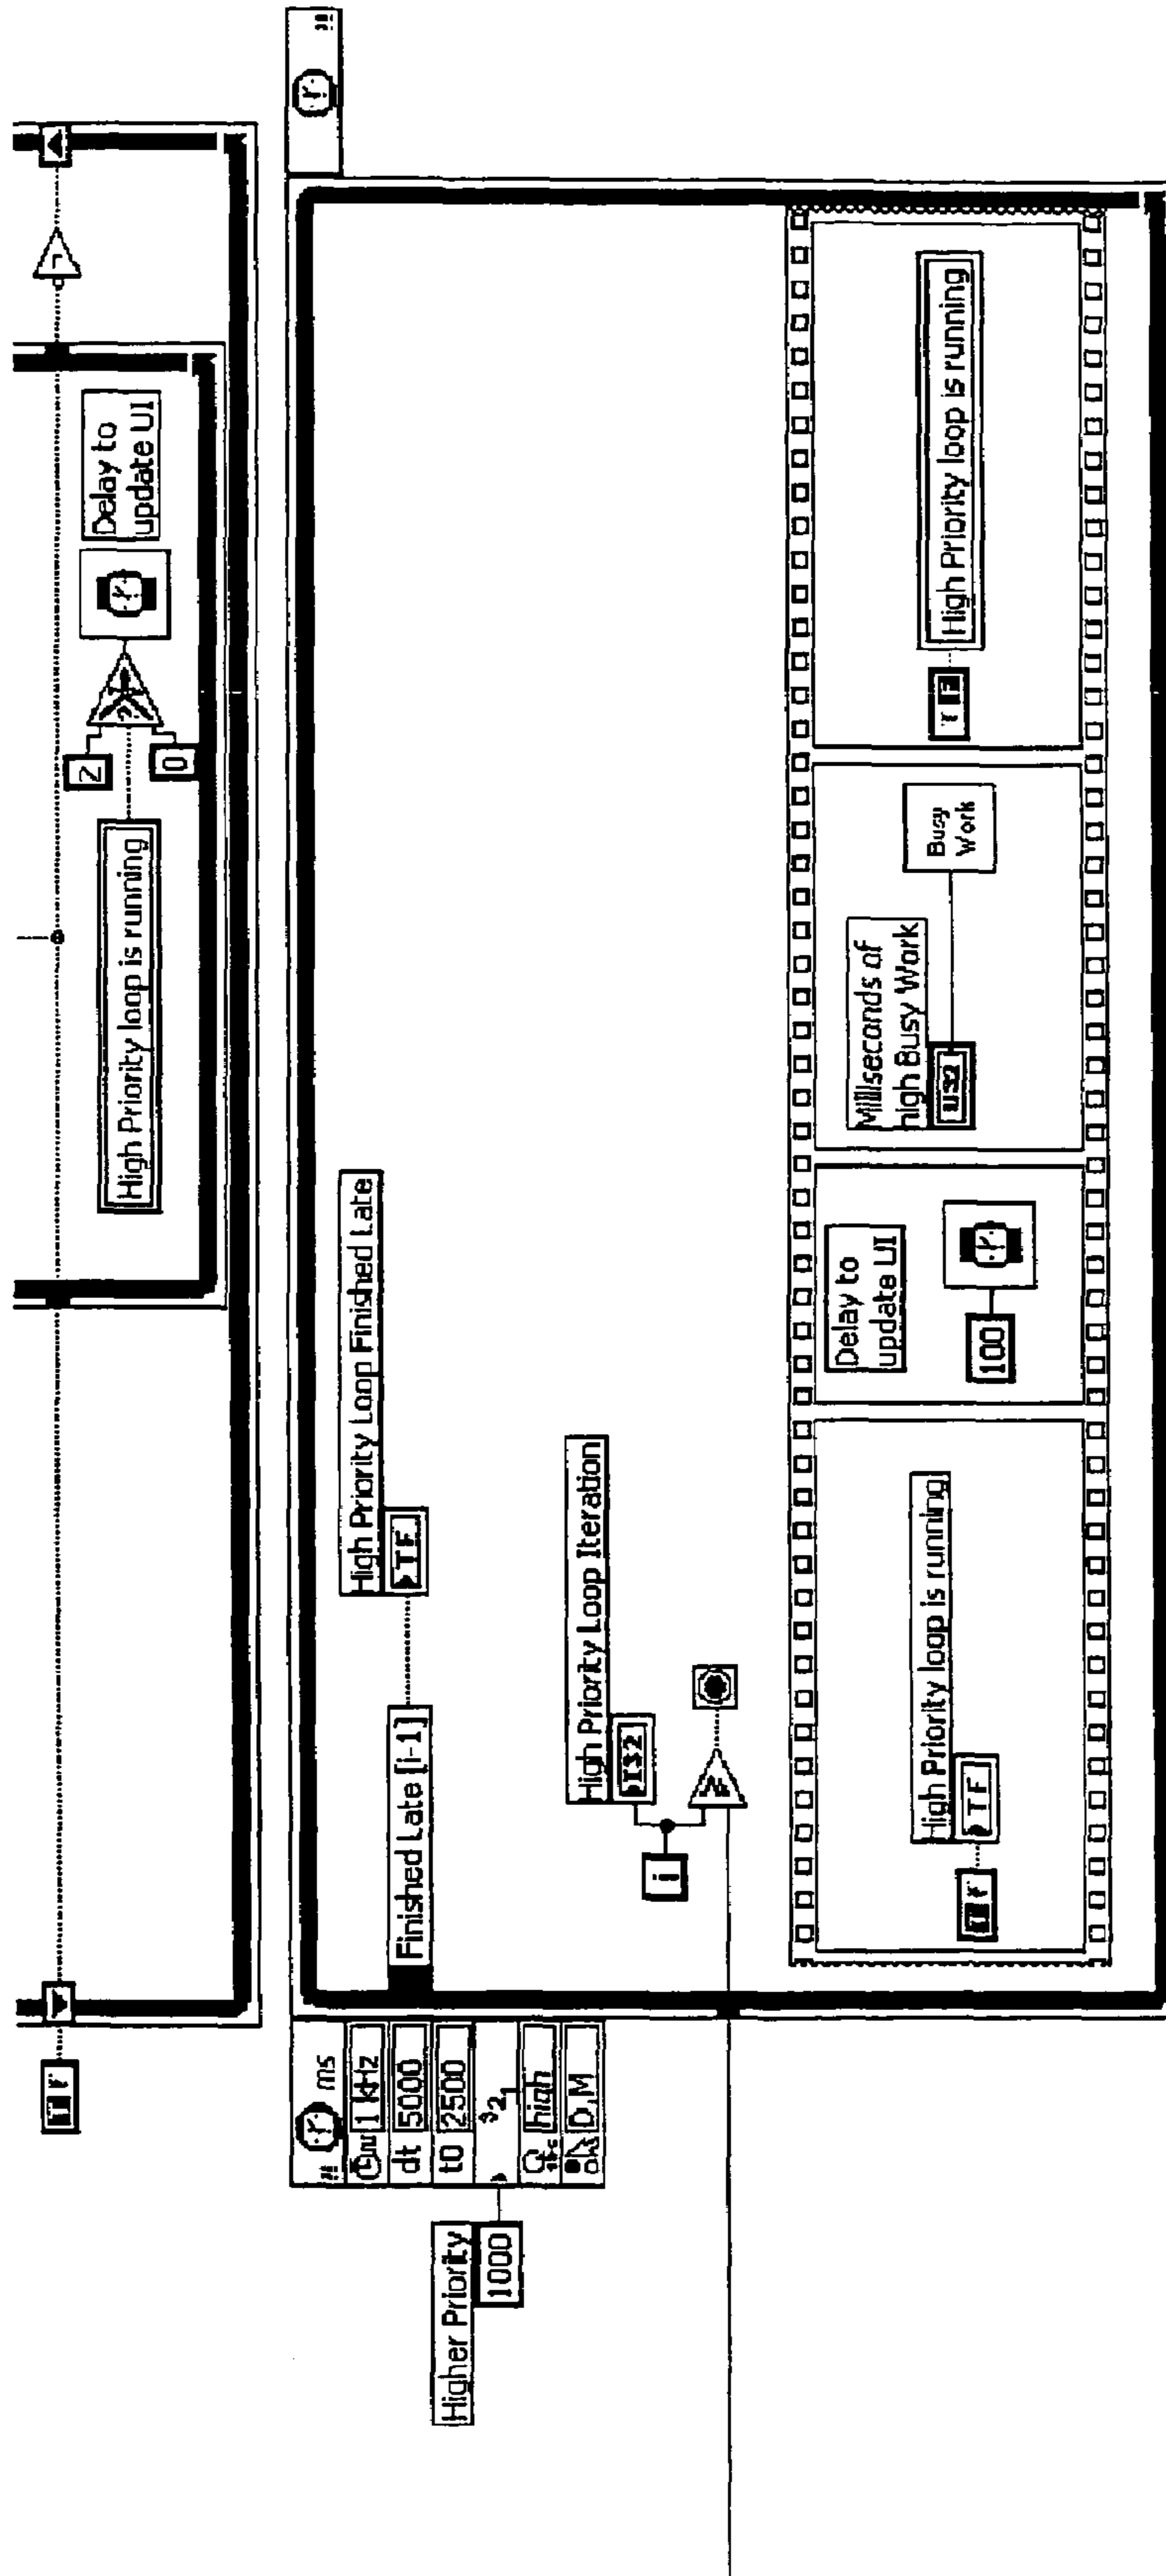 T F
High Priority loop is running
2
?
0
Delay to
update UI
Higher Priority
1000
ms
1 kHz
dt 5000
t0 2500
321
high
D,M
Finished Late [i-1]
High Priority Loop Finished Late
TF
High Priority Loop Iteration
I32
i
T F
High Priority loop is running
TF
Delay to
update UI
100
Milliseconds of
high Busy Work
U32
Busy
Work
T F
High Priority loop is running